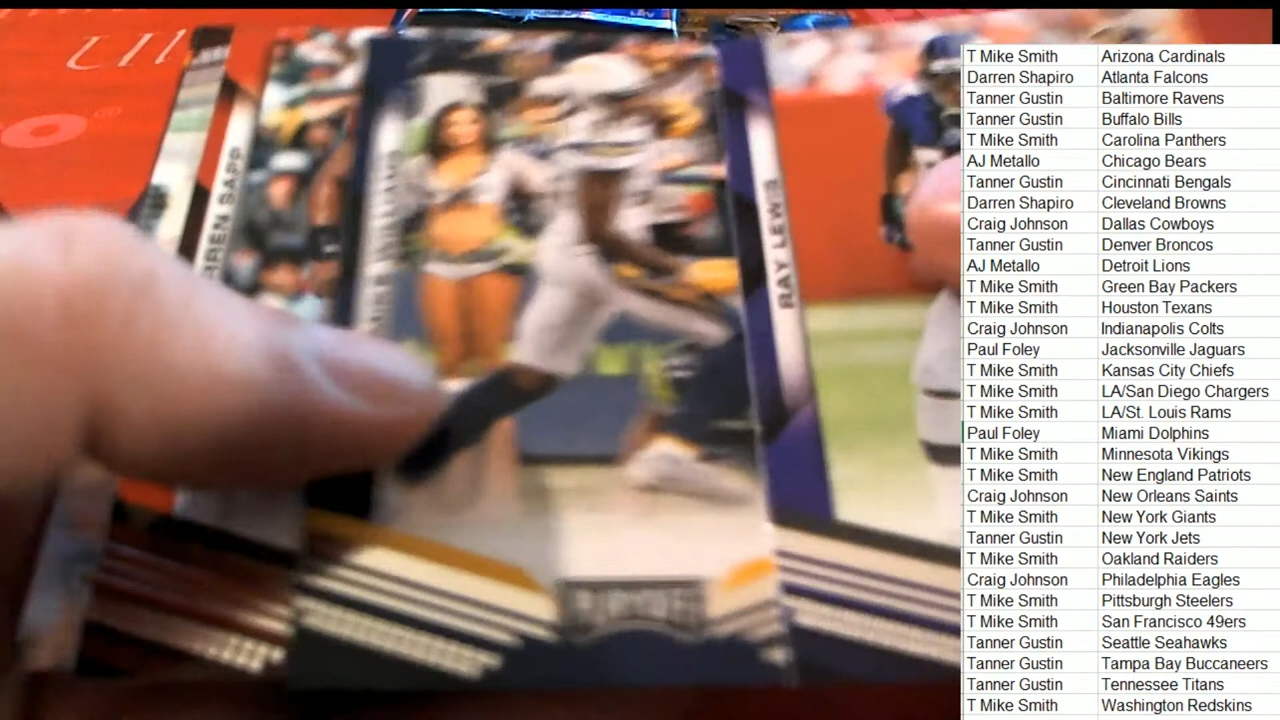 RREN SAPP
RAY LEWIS
T Mike Smith Arizona Cardinals
Darren Shapiro Atlanta Falcons
Tanner Gustin Baltimore Ravens
Tanner Gustin Buffalo Bills
T Mike Smith Carolina Panthers
AJ Metallo Chicago Bears
Tanner Gustin Cincinnati Bengals
Darren Shapiro Cleveland Browns
Craig Johnson Dallas Cowboys
Tanner Gustin Denver Broncos
AJ Metallo Detroit Lions
T Mike Smith Green Bay Packers
T Mike Smith Houston Texans
Craig Johnson Indianapolis Colts
Paul Foley Jacksonville Jaguars
T Mike Smith Kansas City Chiefs
T Mike Smith LA/San Diego Chargers
T Mike Smith LA/St. Louis Rams
Paul Foley Miami Dolphins
T Mike Smith Minnesota Vikings
T Mike Smith New England Patriots
Craig Johnson New Orleans Saints
T Mike Smith New York Giants
Tanner Gustin New York Jets
T Mike Smith Oakland Raiders
Craig Johnson Philadelphia Eagles
T Mike Smith Pittsburgh Steelers
T Mike Smith San Francisco 49ers
Tanner Gustin Seattle Seahawks
Tanner Gustin Tampa Bay Buccaneers
Tanner Gustin Tennessee Titans
T Mike Smith Washington Redskins